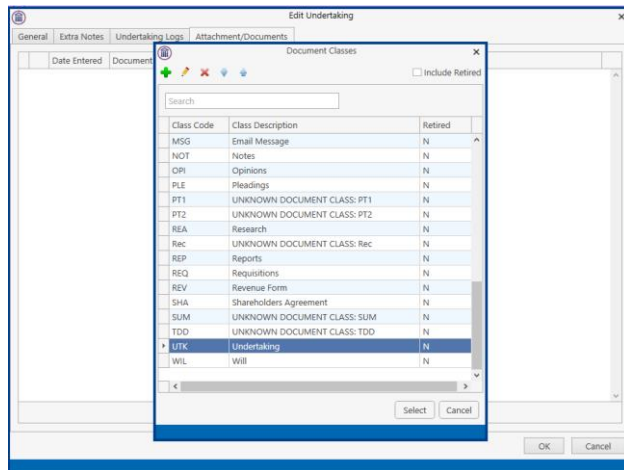 Edit Undertaking
General Extra Notes Undertaking Logs Attachment/Documents
Date Entered Document
Document Classes
Include Retired
Search
Class Code Class Description Retired
MSG Email Message N
NOT Notes N
OPI Opinions N
PLE Pleadings N
PT1 UNKNOWN DOCUMENT CLASS: PT1 N
PT2 UNKNOWN DOCUMENT CLASS: PT2 N
REA Research N
Rec UNKNOWN DOCUMENT CLASS: Rec N
REP Reports N
REQ Requisitions N
REV Revenue Form N
SHA Shareholders Agreement N
SUM UNKNOWN DOCUMENT CLASS: SUM N
TDD UNKNOWN DOCUMENT CLASS: TDD N
UTK Undertaking N
WIL Will N
Select Cancel
OK Cancel